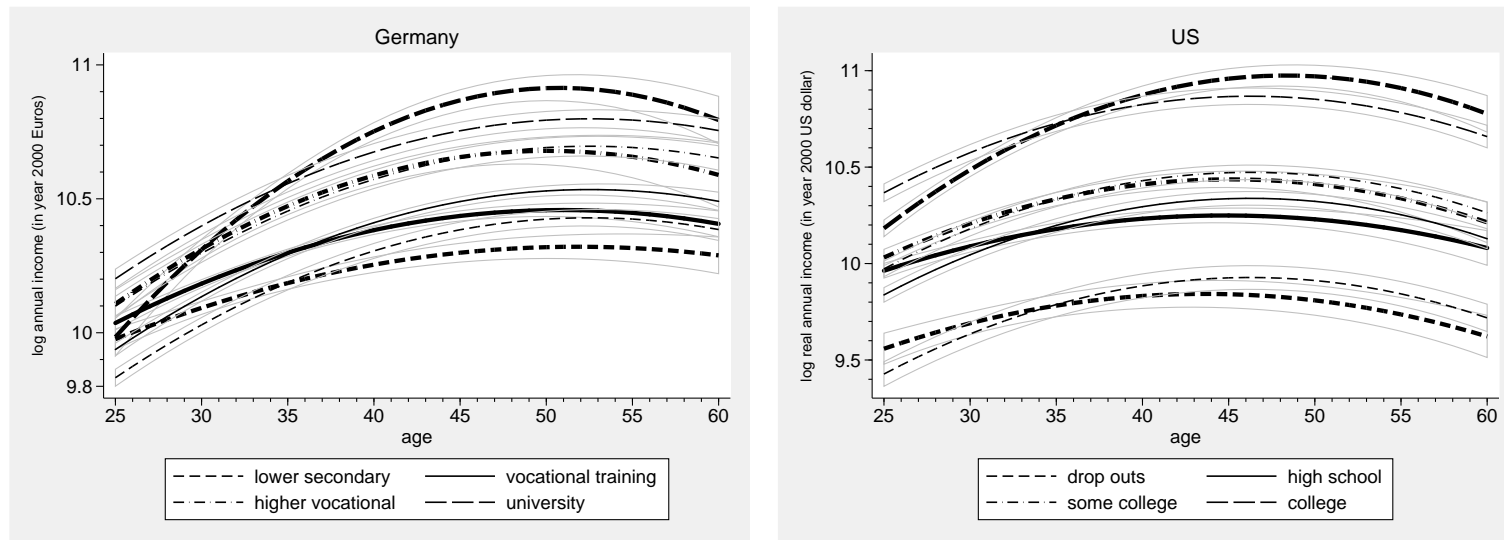 Germany
log annual income (in year 2000 Euros)
11
10.5
10
9.8
25 30 35 40 45 50 55 60
age
lower secondary vocational training
higher vocational university
US
log real annual income (in year 2000 US dollar)
11
10.5
10
9.5
25 30 35 40 45 50 55 60
age
drop outs high school
some college college